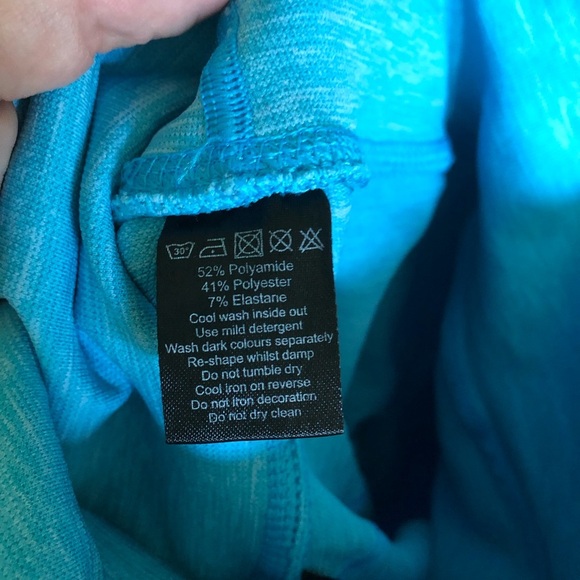 30°
52% Polyamide
41% Polyester
7% Elastane
Cool wash inside out
Use mild detergent
Wash dark colours separately
Re-shape whilst damp
Do not tumble dry
Cool iron on reverse
Do not iron decoration
Do not dry clean